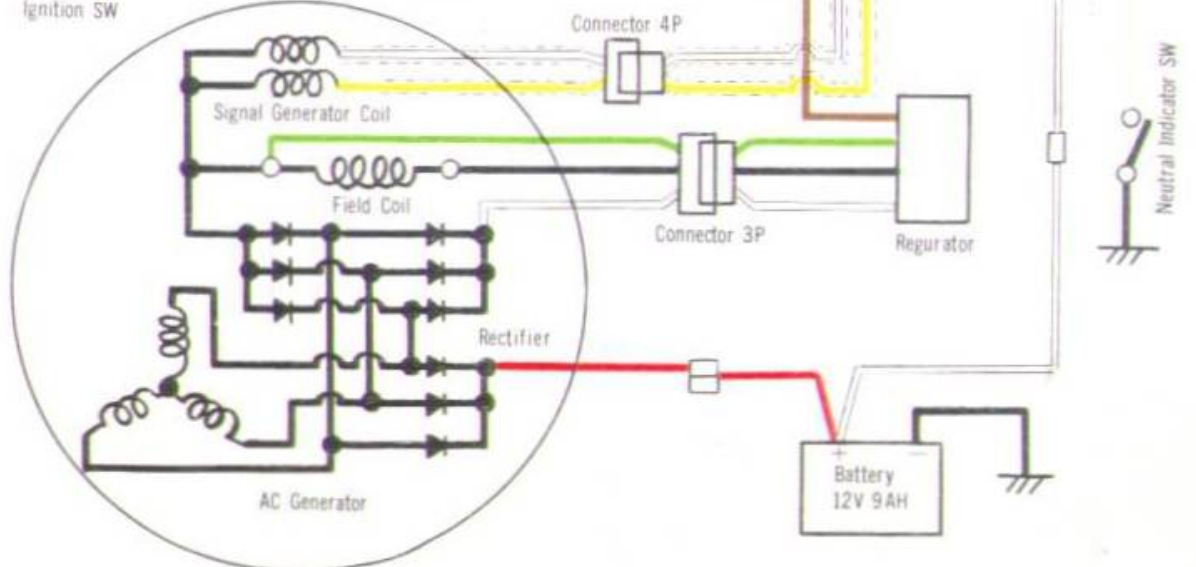 Ignition SW
Connector 4P
Signal Generator Coil
Neutral Indicator SW
Field Coil
Connector 3P
Regurator
Rectifier
Battery
12V 9AH
AC Generator
+
−